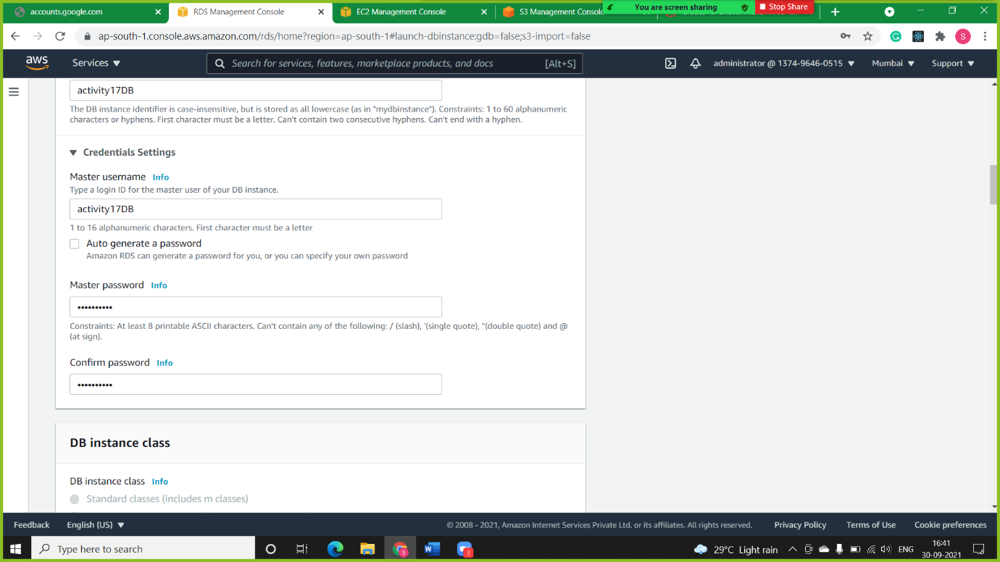 accounts.google.com
RDS Management Console
EC2 Management Console
S3 Management Console
You are screen sharing
Stop Share
ap-south-1.console.aws.amazon.com/rds/home?region=ap-south-1#launch-dbinstance:gdb=false;s3-import=false
S
aws
Services
Search for services, features, marketplace products, and docs
[Alt+S]
administrator @ 1374-9646-0515
Mumbai
Support
activity17DB
The DB instance identifier is case-insensitive, but is stored as all lowercase (as in "mydbinstance"). Constraints: 1 to 60 alphanumeric
characters or hyphens. First character must be a letter. Can't contain two consecutive hyphens. Can't end with a hyphen.
Credentials Settings
Master username Info
Type a login ID for the master user of your DB instance.
activity17DB
1 to 16 alphanumeric characters. First character must be a letter
Auto generate a password
Amazon RDS can generate a password for you, or you can specify your own password
Master password Info
••••••••••
Constraints: At least 8 printable ASCII characters. Can't contain any of the following: / (slash), '(single quote), "(double quote) and @
(at sign).
Confirm password Info
••••••••••
DB instance class
DB instance class Info
Standard classes (includes m classes)
Feedback
English (US)
© 2008 - 2021, Amazon Internet Services Private Ltd. or its affiliates. All rights reserved.
Privacy Policy
Terms of Use
Cookie preferences
Type here to search
S
W
3
29°C Light rain
ENG
16:41
30-09-2021